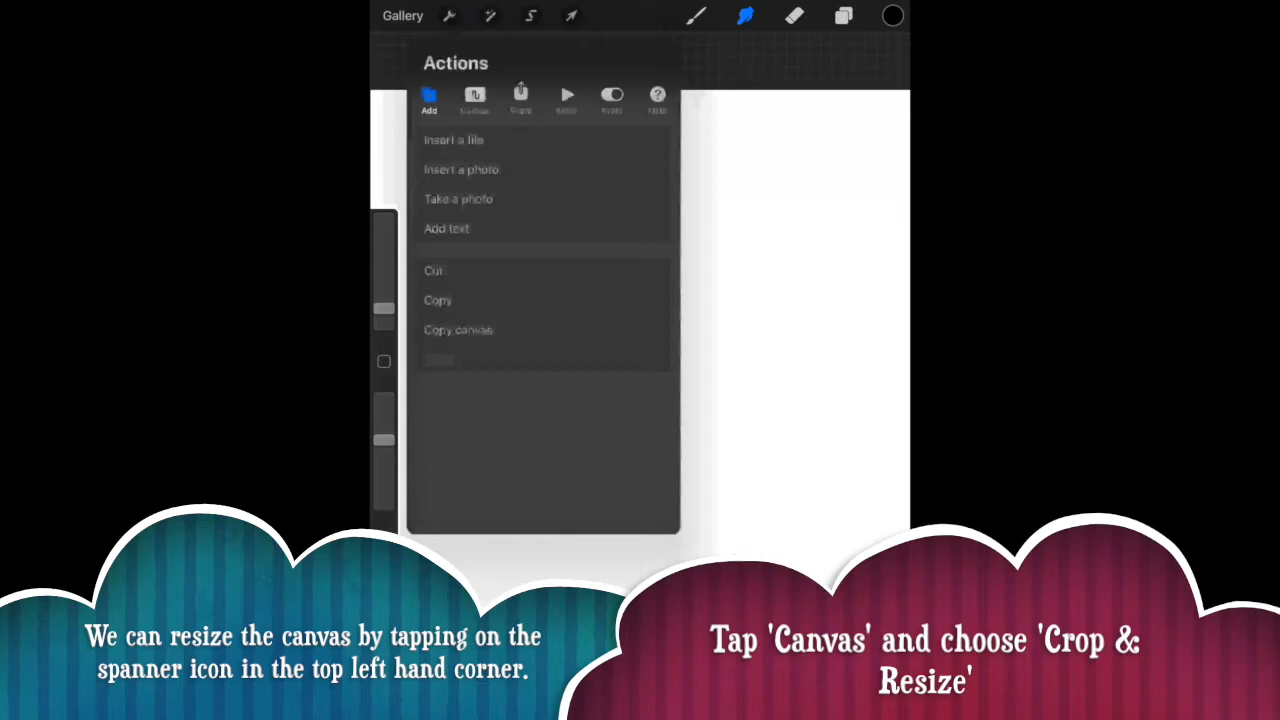 Gallery
Actions
Add
Insert a file
Insert a photo
Take a photo
Add text
Cut
Copy
Copy canvas
We can resize the canvas by tapping on the
spanner icon in the top left hand corner.
Tap 'Canvas' and choose 'Crop &
Resize'